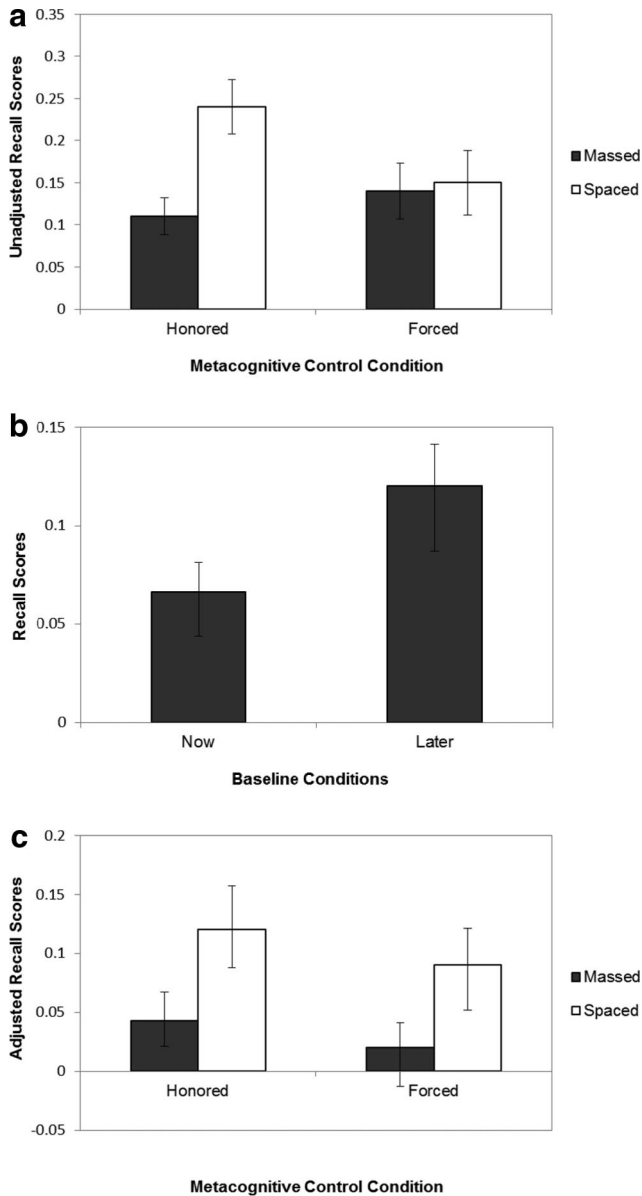 a
Unadjusted Recall Scores
0.35
0.3
0.25
0.2
0.15
0.1
0.05
0
Honored Forced
Metacognitive Control Condition
Massed
Spaced
b
Recall Scores
0.15
0.1
0.05
0
Now Later
Baseline Conditions
c
Adjusted Recall Scores
0.2
0.15
0.1
0.05
0
-0.05
Honored Forced
Metacognitive Control Condition
Massed
Spaced